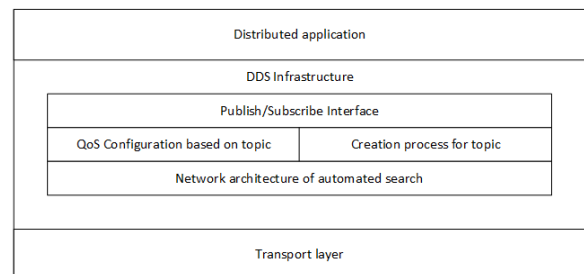 Distributed application
DDS Infrastructure
Publish/Subscribe Interface
QoS Configuration based on topic
Creation process for topic
Network architecture of automated search
Transport layer